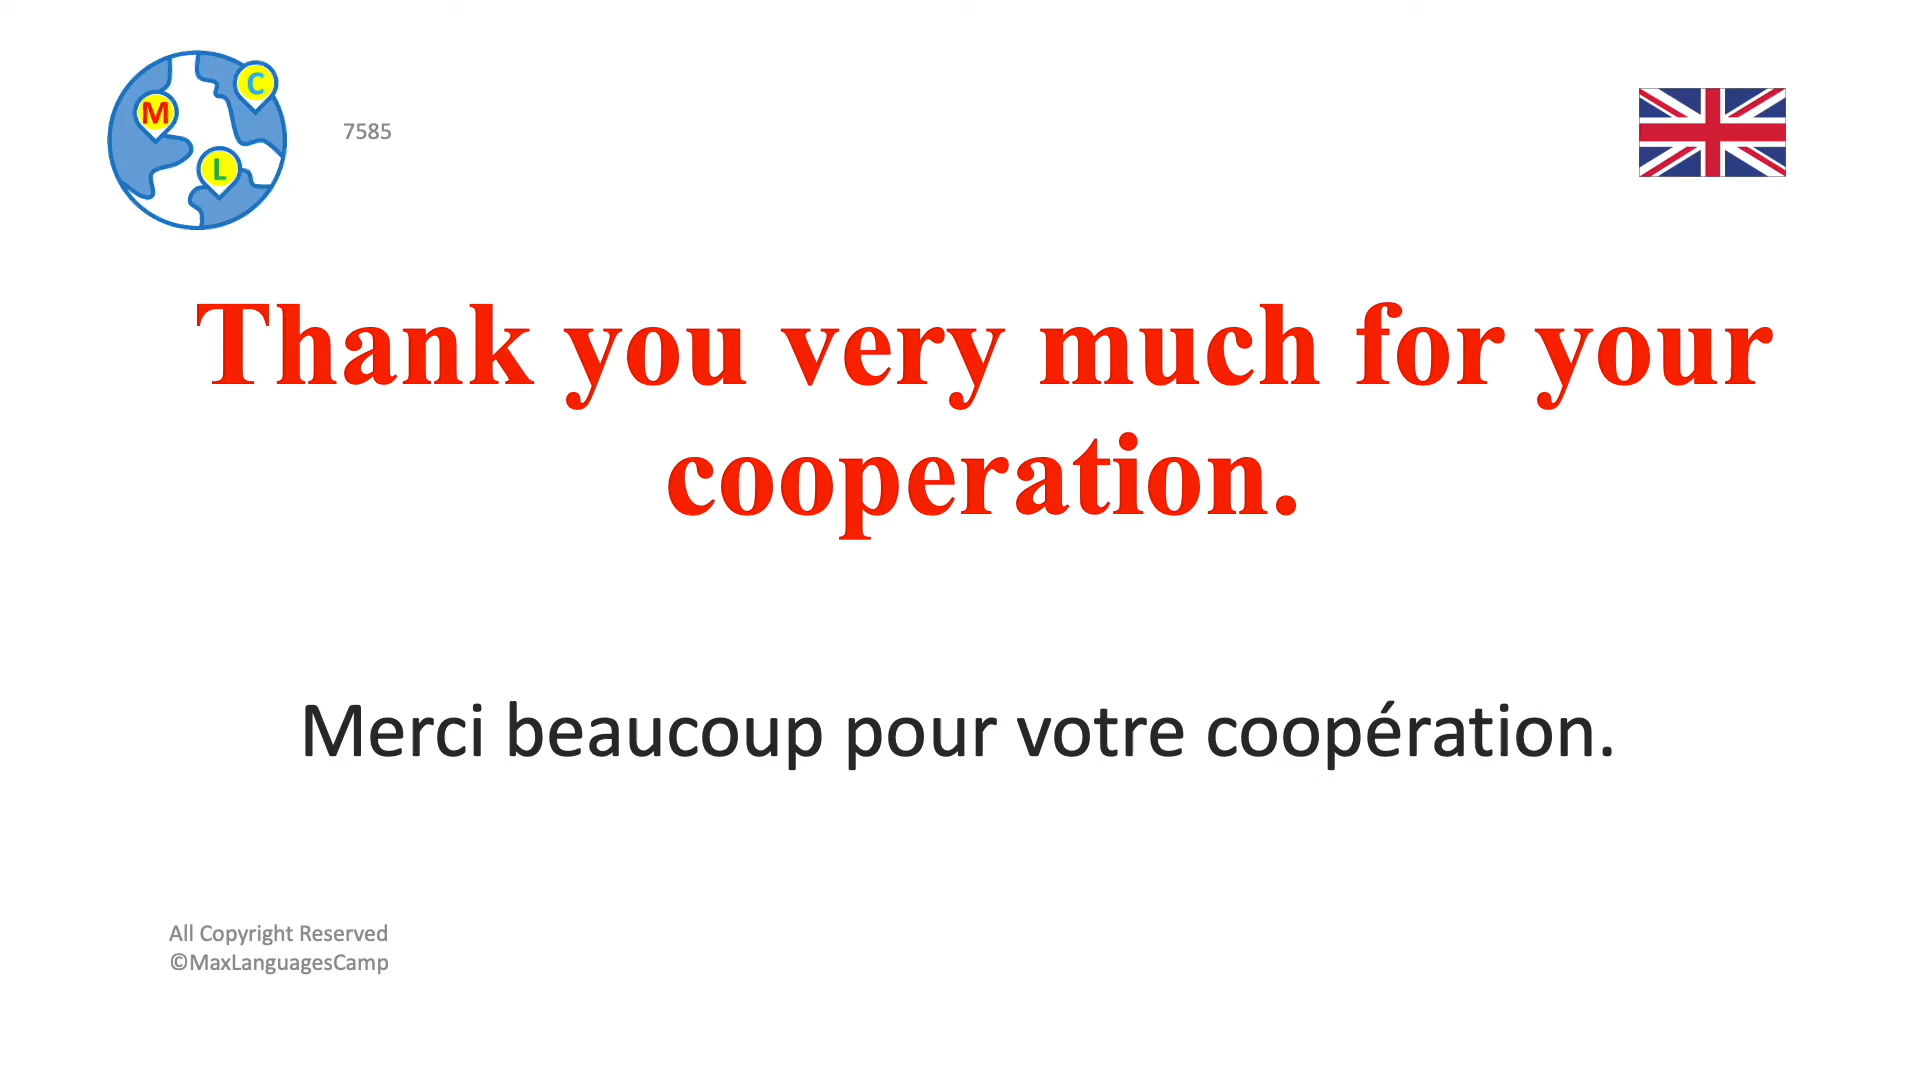 C
M
7585
L
Thank you very much for your
cooperation.
Merci beaucoup pour votre coopération.
All Copyright Reserved
©MaxLanguagesCamp